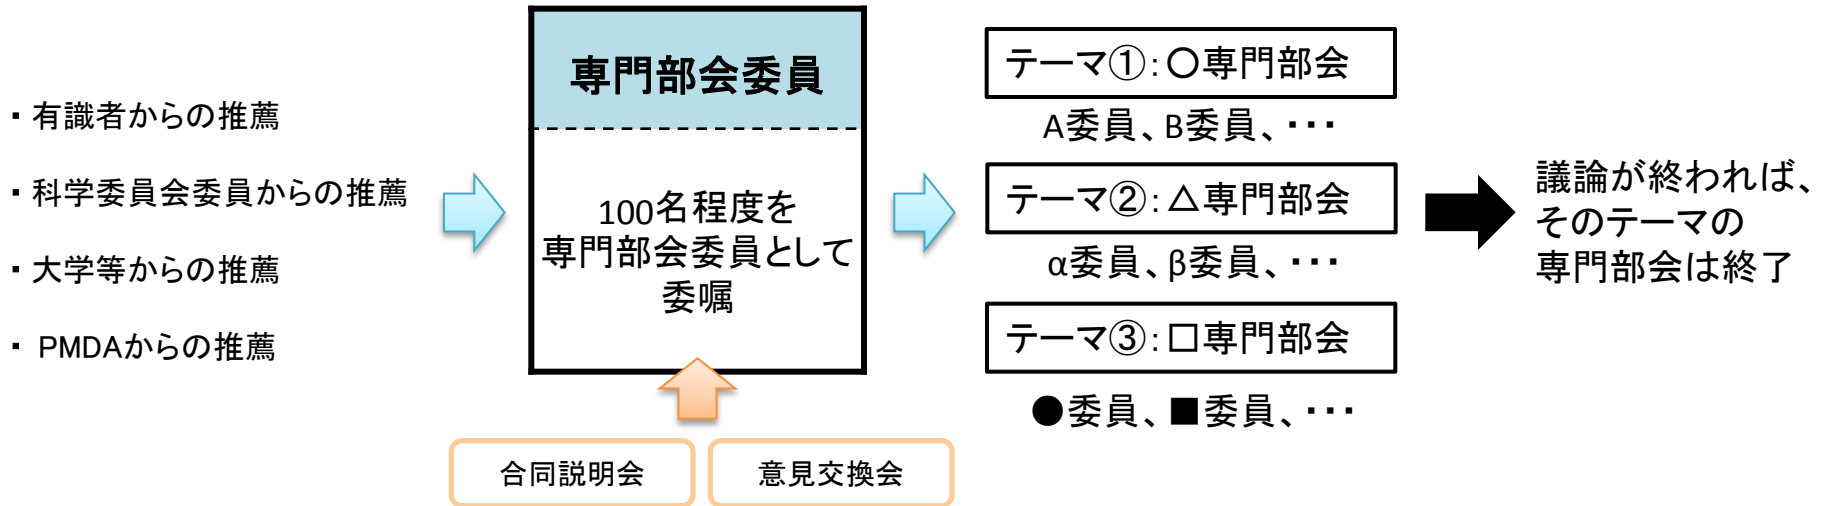 ・有識者からの推薦
・科学委員会委員からの推薦
・大学等からの推薦
・ PMDAからの推薦
専門部会委員
100名程度を
専門部会委員として
委嘱
合同説明会
意見交換会
テーマ①:○専門部会
A委員、B委員、・・・
テーマ②:△専門部会
α委員、β委員、・・・
テーマ③:□専門部会
●委員、■委員、・・・
議論が終われば、
そのテーマの
専門部会は終了